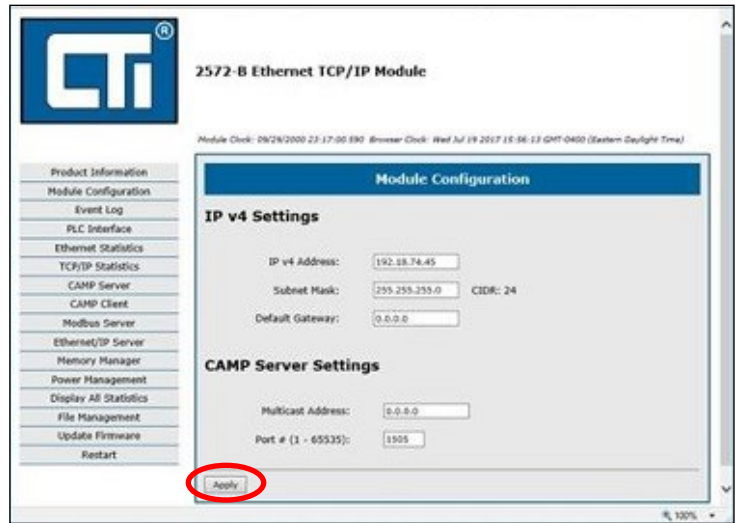 CTi ®
2572-B Ethernet TCP/IP Module
Module Clock: 09/29/2000 23:17:00.590 Browser Clock: Wed Jul 19 2017 15:56:13 GMT-0400 (Eastern Daylight Time)
Product Information
Module Configuration
Event Log
PLC Interface
Ethernet Statistics
TCP/IP Statistics
CAMP Server
CAMP Client
Modbus Server
Ethernet/IP Server
Memory Manager
Power Management
Display All Statistics
File Management
Update Firmware
Restart
Module Configuration
IP v4 Settings
IP v4 Address: 192.18.74.45
Subnet Mask: 255.255.255.0 CIDR: 24
Default Gateway: 0.0.0.0
CAMP Server Settings
Multicast Address: 0.0.0.0
Port # (1 - 65535): 1505
Apply
100%